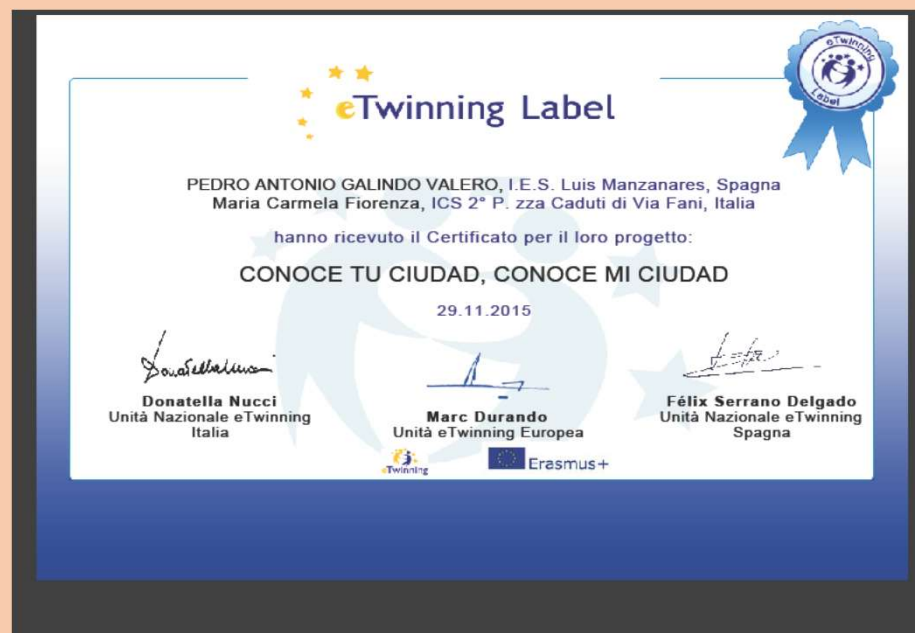 eTwinning Label
eTwinning
Label
PEDRO ANTONIO GALINDO VALERO, I.E.S. Luis Manzanares, Spagna
Maria Carmela Fiorenza, ICS 2° P. zza Caduti di Via Fani, Italia
hanno ricevuto il Certificato per il loro progetto:
CONOCE TU CIUDAD, CONOCE MI CIUDAD
29.11.2015
Donatella Nucci
Unità Nazionale eTwinning
Italia
Marc Durando
Unità eTwinning Europea
Félix Serrano Delgado
Unità Nazionale eTwinning
Spagna
eTwinning
Erasmus+